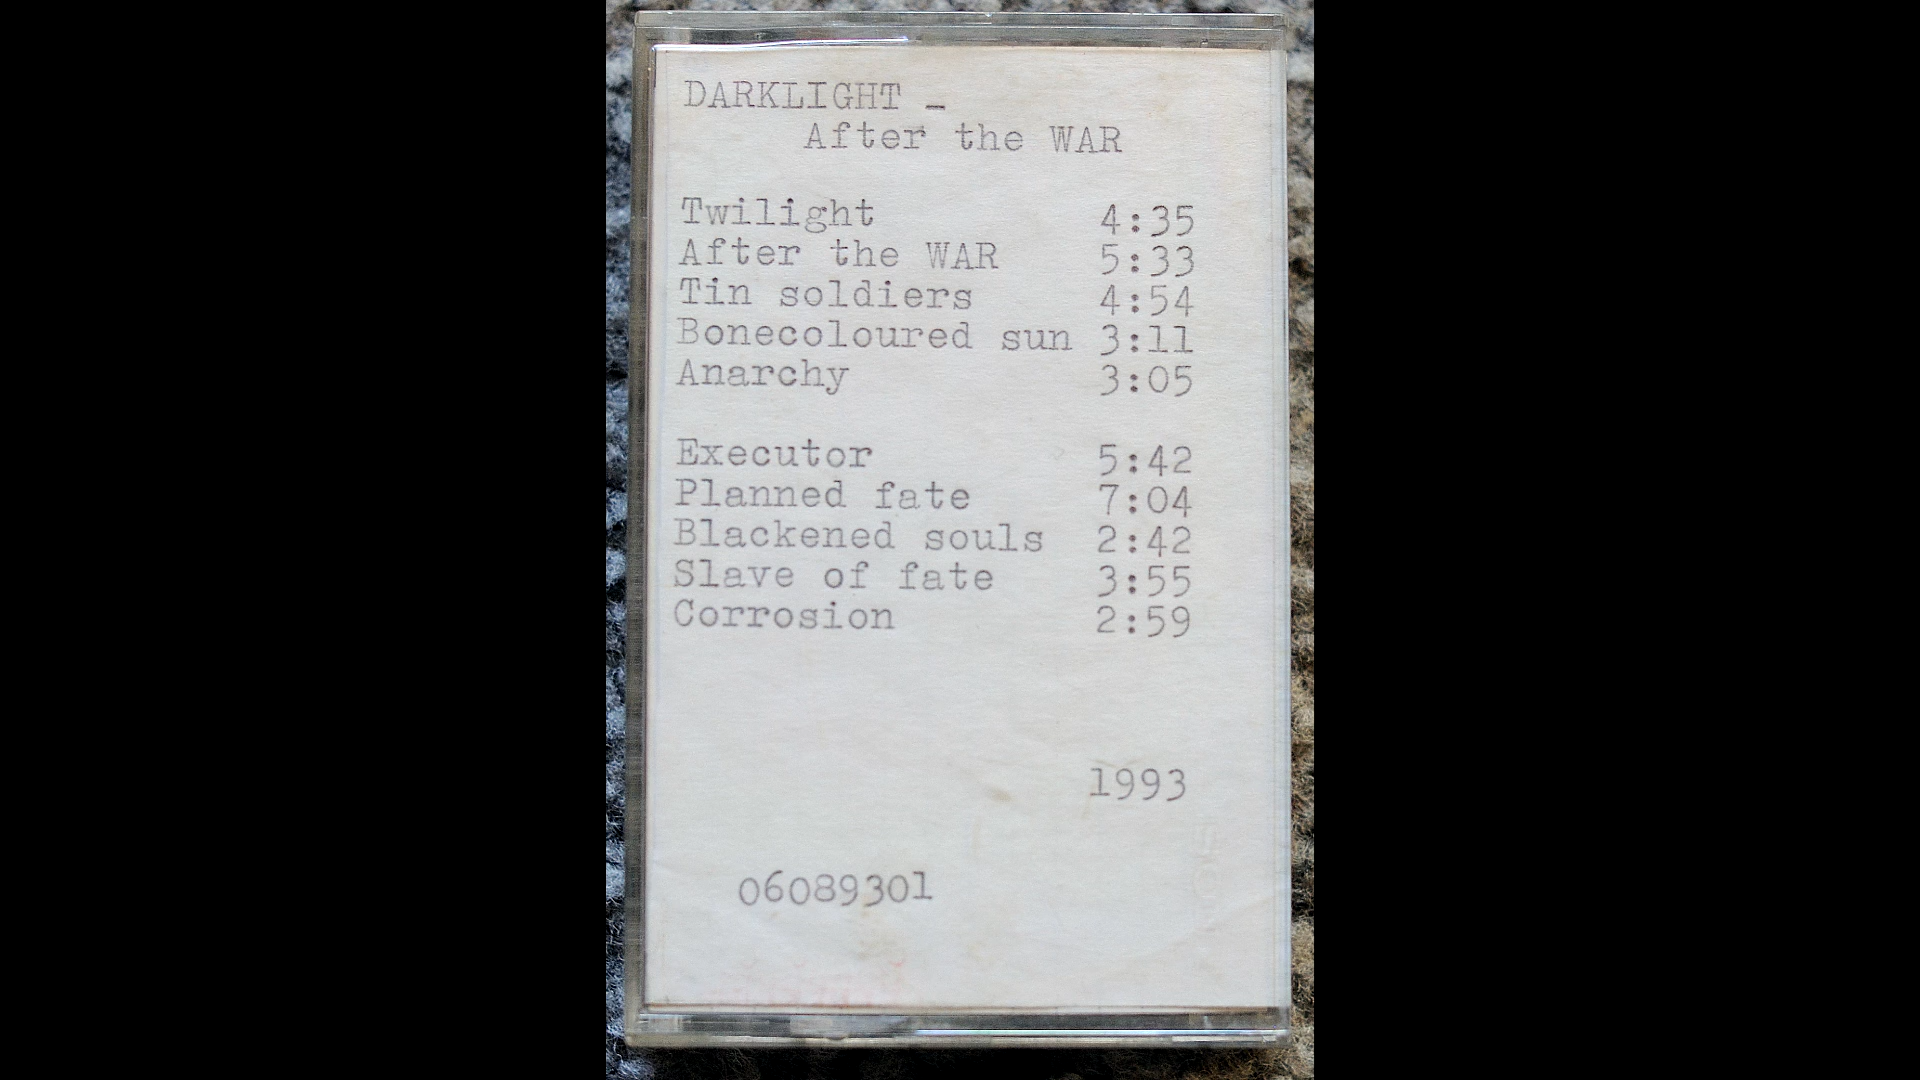 DARKLIGHT -
After the WAR
Twilight 4:35
After the WAR 5:33
Tin soldiers 4:54
Bonecoloured sun 3:11
Anarchy 3:05
Executor 5:42
Planned fate 7:04
Blackened souls 2:42
Slave of fate 3:55
Corrosion 2:59
1993
06089301